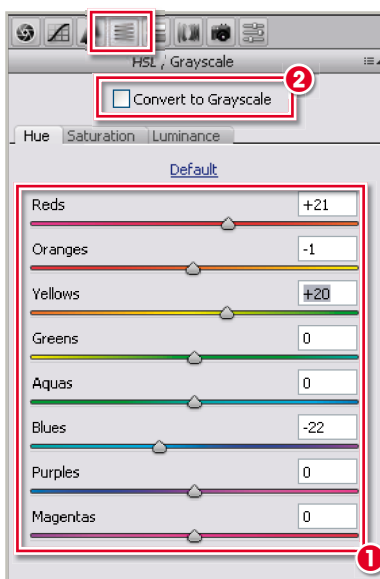 HSL / Grayscale
2
Convert to Grayscale
Hue Saturation Luminance
Default
Reds +21
Oranges -1
Yellows +20
Greens 0
Aquas 0
Blues -22
Purples 0
Magentas 0
1